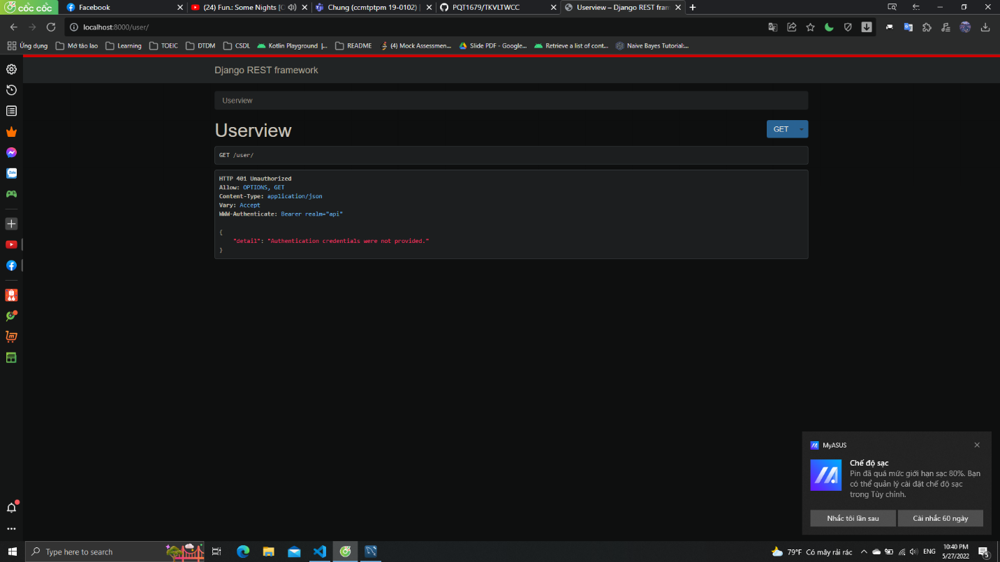 cốc cốc
Facebook
(24) Fun.: Some Nights [O
Chung (ccmtptpm 19-0102) |
PQT1679/TKVLTWCC
Userview – Django REST fram
localhost:8000/user/
Ứng dụng
Mở tào lao
Learning
TOEIC
DTDM
CSDL
Kotlin Playground |...
README
(4) Mock Assessmen...
Slide PDF - Google...
Retrieve a list of cont...
Naive Bayes Tutorial:...
Django REST framework
Userview
Userview
GET
GET /user/
HTTP 401 Unauthorized
Allow: OPTIONS, GET
Content-Type: application/json
Vary: Accept
WWW-Authenticate: Bearer realm="api"
{
"detail": "Authentication credentials were not provided."
}
Zalo
MyASUS
Chế độ sạc
Pin đã quá mức giới hạn sạc 80%. Bạn
có thể quản lý cài đặt chế độ sạc
trong Tùy chỉnh.
Nhắc tôi lần sau
Cài nhắc 60 ngày
Type here to search
79°F Có mây rải rác
ENG
10:40 PM
5/27/2022
5